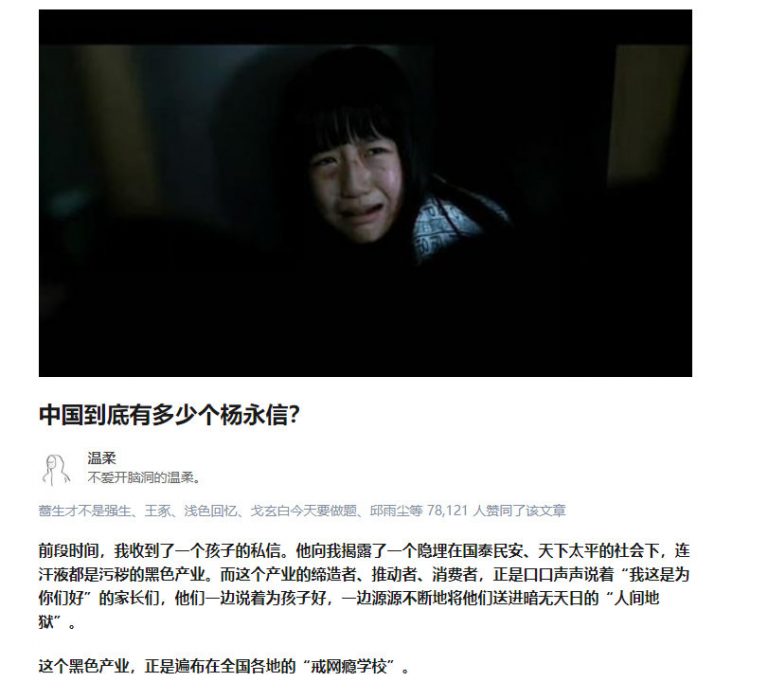 中国到底有多少个杨永信？
温柔
不爱开脑洞的温柔。
蔷生才不是强生、王豖、浅色回忆、戈玄白今天要做题、邱雨尘等 78,121 人赞同了该文章
前段时间，我收到了一个孩子的私信。他向我揭露了一个隐埋在国泰民安、天下太平的社会下，连
汗液都是污秽的黑色产业。而这个产业的缔造者、推动者、消费者，正是口口声声说着“我这是为
你们好”的家长们，他们一边说着为孩子好，一边源源不断地将他们送进暗无天日的“人间地
狱”。
这个黑色产业，正是遍布在全国各地的“戒网瘾学校”。